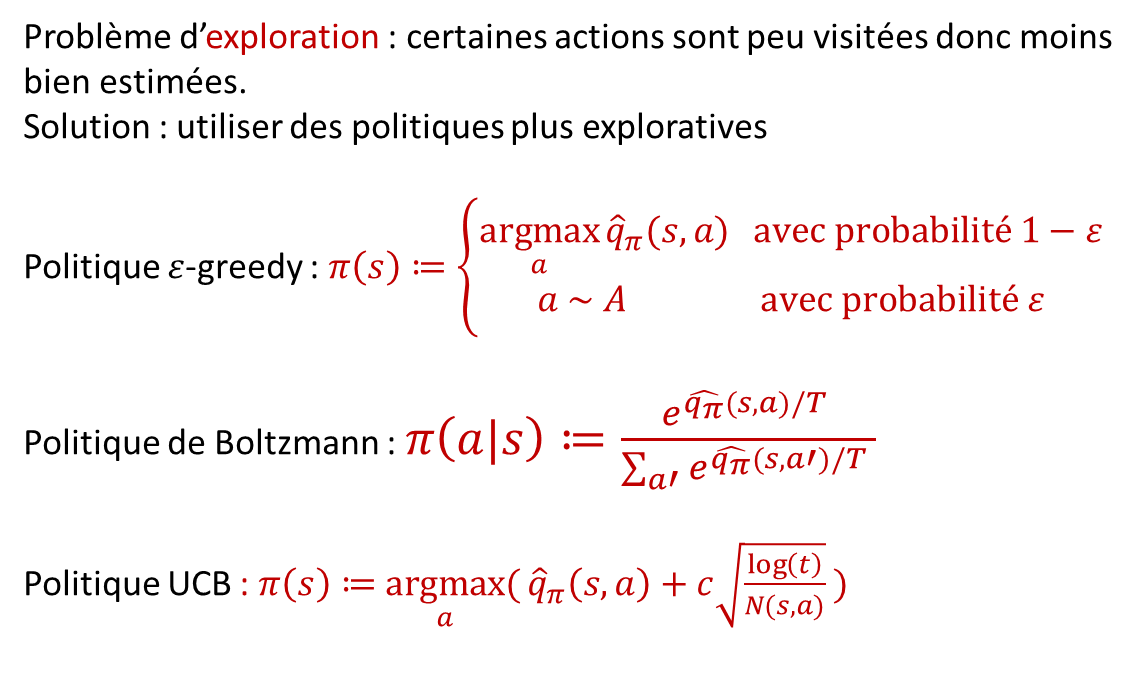 Problème d’exploration : certaines actions sont peu visitées donc moins
bien estimées.
Solution : utiliser des politiques plus exploratives
Politique 𝜀-greedy : π(s) ≔ { argmax_a q̂_π(s, a) avec probabilité 1 − ε
a ~ A avec probabilité ε
Politique de Boltzmann : π(a|s) ≔ e^{q̂_π(s,a)/T} / ∑_{a′} e^{q̂_π(s,a′)/T}
Politique UCB : π(s) ≔ argmax_a( q̂_π(s, a) + c √(log(t) / N(s,a)) )